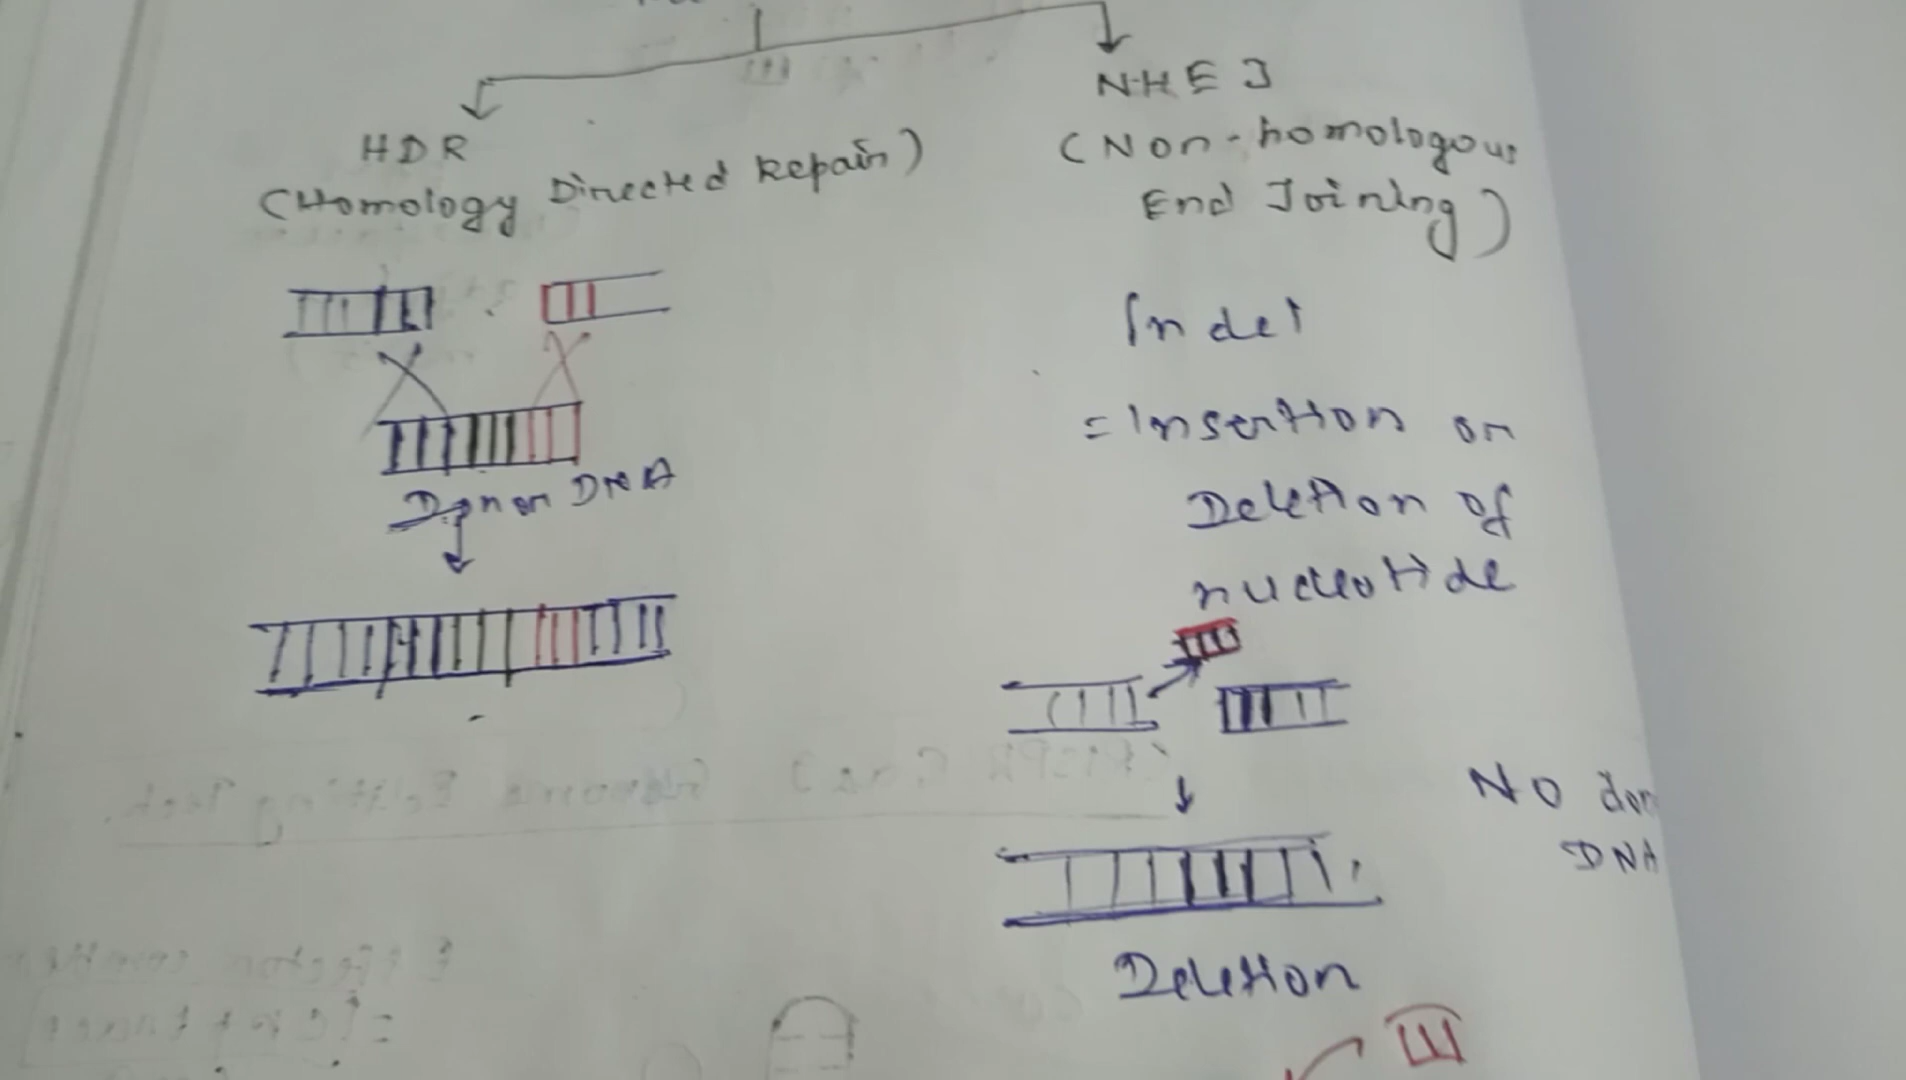 HDR
(Homology Directed Repair)
Donor DNA
NHEJ
(Non-homologous
End Joining)
Indel
= Insertion or
Deletion of
nucleotide
No don
DNA
Deletion